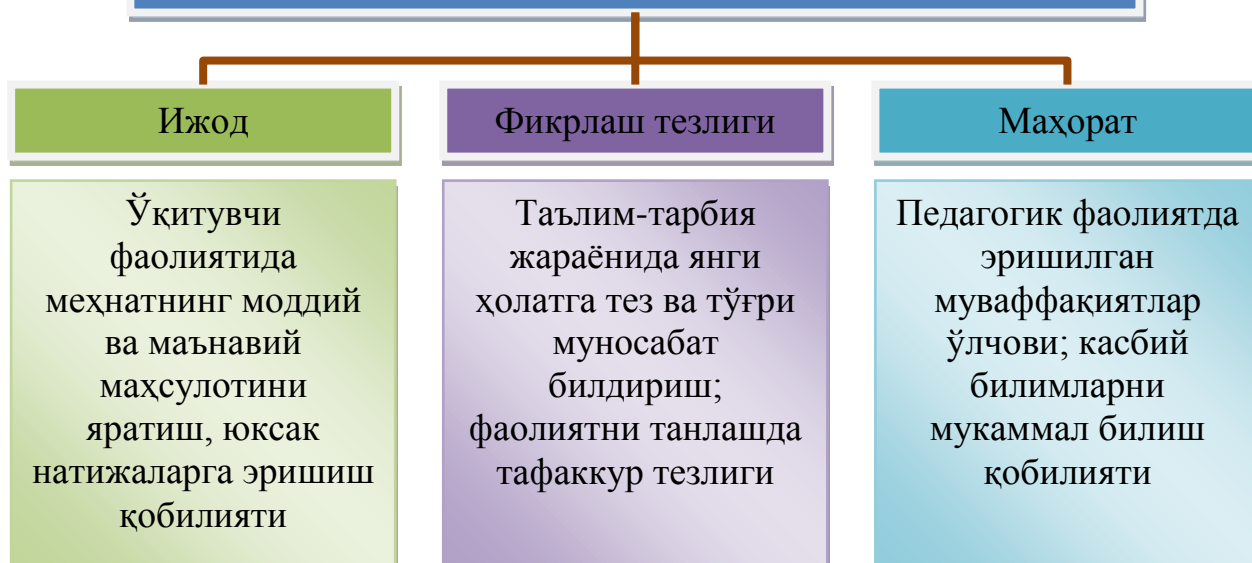 Ижод
Ўқитувчи
фаолиятида
меҳнатнинг моддий
ва маънавий
маҳсулотини
яратиш, юксак
натижаларга эришиш
қобилияти
Фикрлаш тезлиги
Таълим-тарбия
жараёнида янги
ҳолатга тез ва тўғри
муносабат
билдириш;
фаолиятни танлашда
тафаккур тезлиги
Маҳорат
Педагогик фаолиятда
эришилган
муваффақиятлар
ўлчови; касбий
билимларни
мукаммал билиш
қобилияти